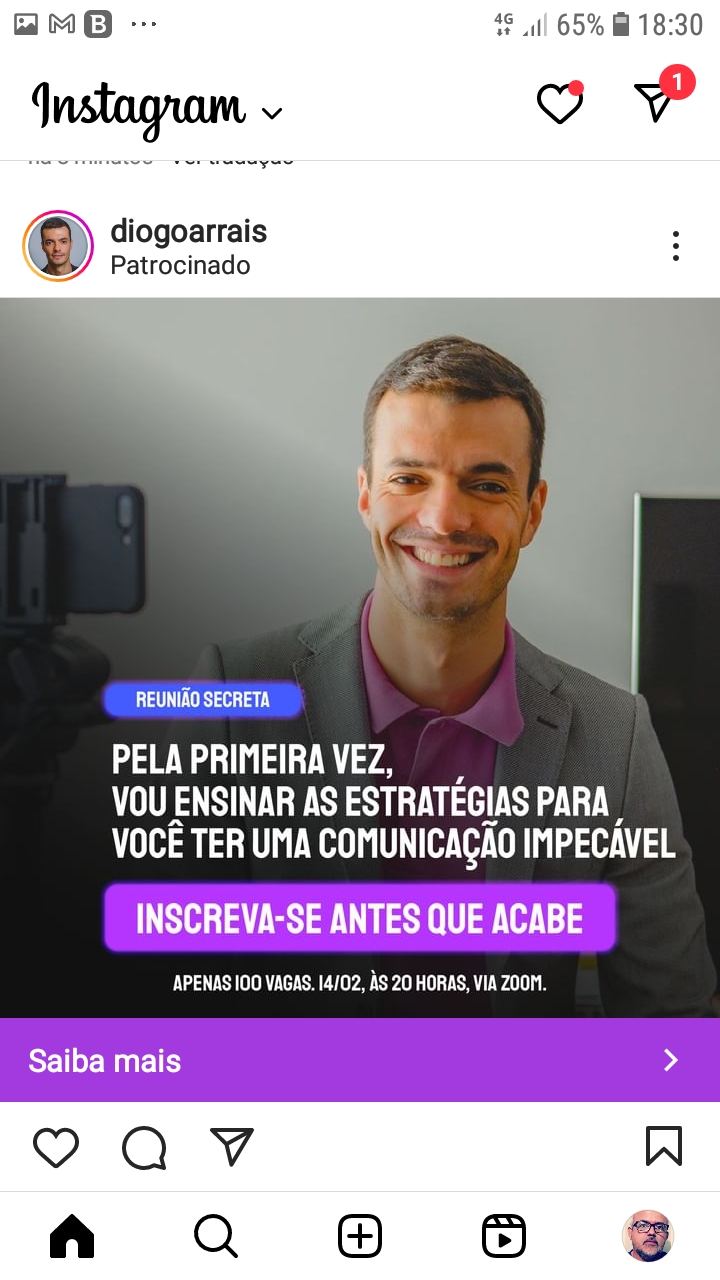 4G 65% 18:30
Instagram
1
diogoarrais
Patrocinado
REUNIÃO SECRETA
PELA PRIMEIRA VEZ,
VOU ENSINAR AS ESTRATÉGIAS PARA
VOCÊ TER UMA COMUNICAÇÃO IMPECÁVEL
INSCREVA-SE ANTES QUE ACABE
APENAS 100 VAGAS. 14/02, ÀS 20 HORAS, VIA ZOOM.
Saiba mais